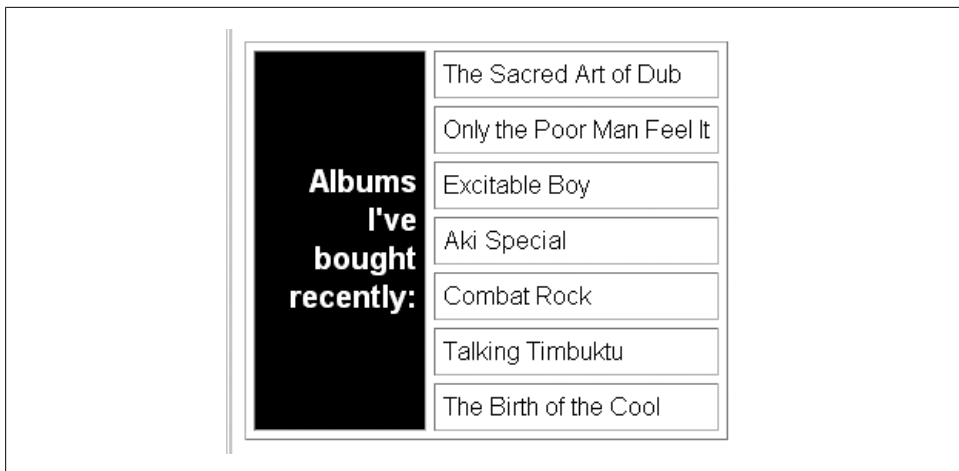 Albums
I've
bought
recently:
The Sacred Art of Dub
Only the Poor Man Feel It
Excitable Boy
Aki Special
Combat Rock
Talking Timbuktu
The Birth of the Cool